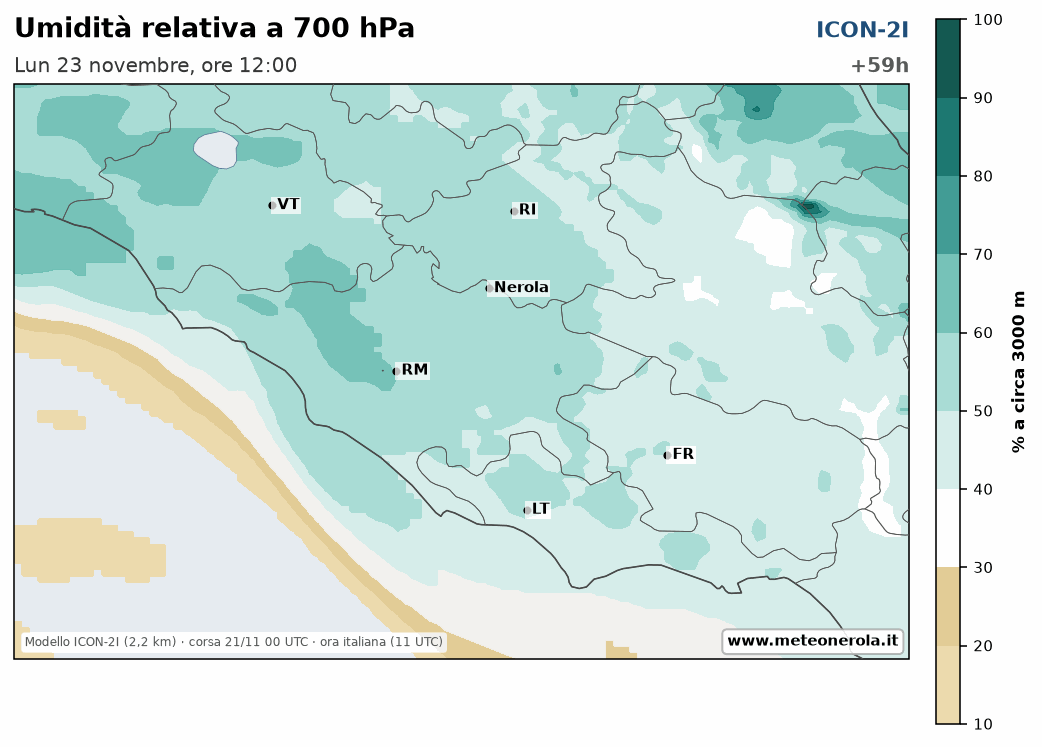 Umidità relativa a 700 hPa
ICON-2I
Lun 23 novembre, ore 12:00
+59h
VT
RI
Nerola
RM
FR
LT
Modello ICON-2I (2,2 km) · corsa 21/11 00 UTC · ora italiana (11 UTC)
www.meteonerola.it
100
90
80
70
60
50
40
30
20
10
% a circa 3000 m